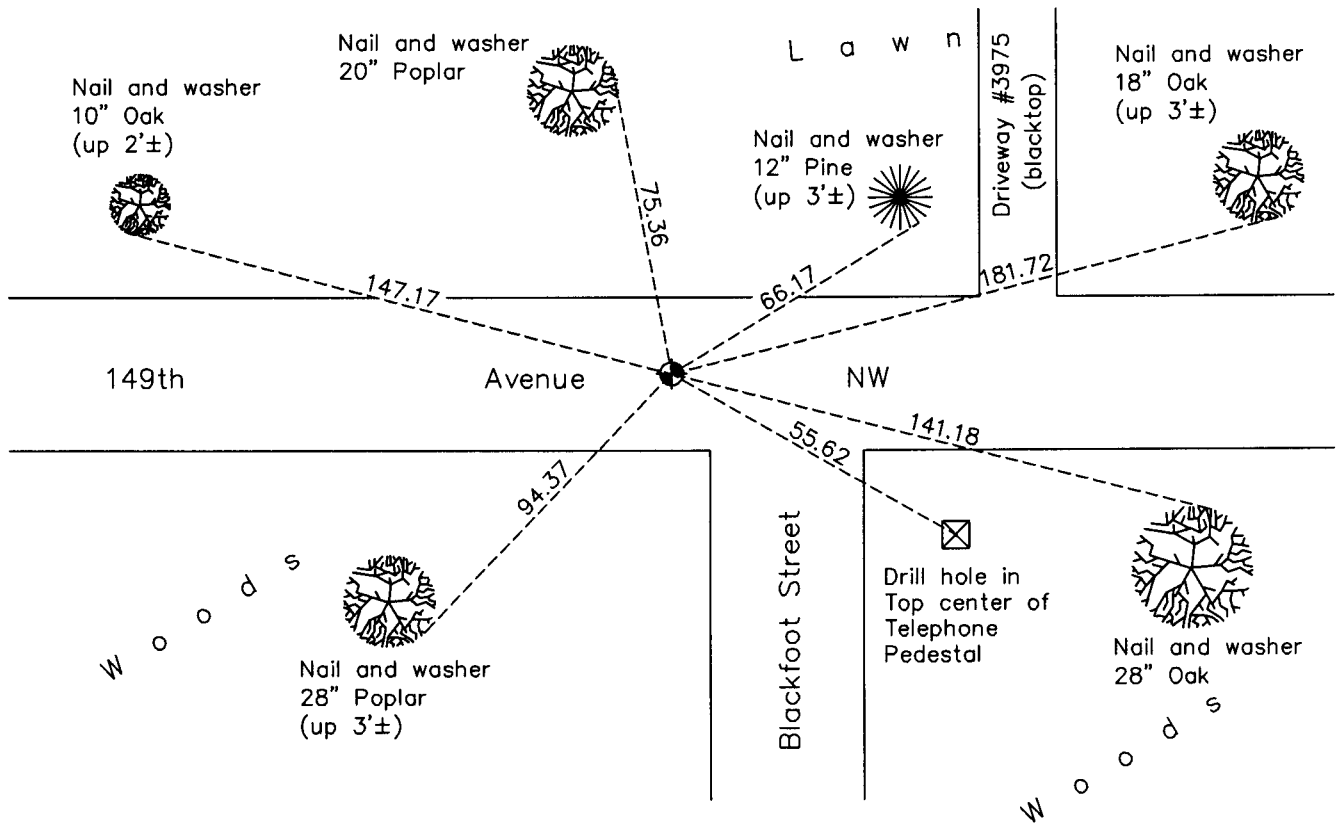 Nail and washer
20" Poplar
Nail and washer
10" Oak
(up 2'±)
Lawn
Driveway #3975
(blacktop)
Nail and washer
18" Oak
(up 3'±)
Nail and washer
12" Pine
(up 3'±)
75.36
147.17
66.17
181.72
149th Avenue NW
94.37
55.62
141.18
Woods
Nail and washer
28" Poplar
(up 3'±)
Blackfoot Street
Drill hole in
Top center of
Telephone
Pedestal
Nail and washer
28" Oak
Woods